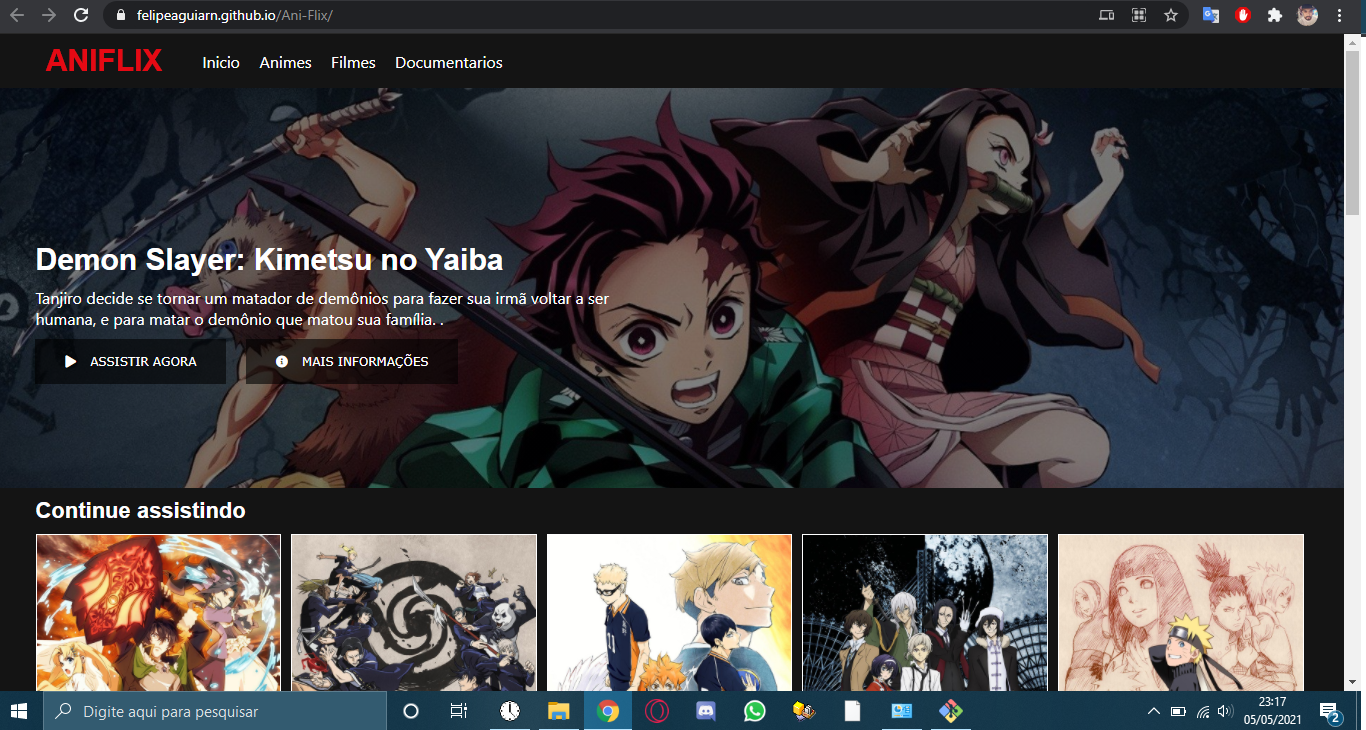 felipeaguiarn.github.io/Ani-Flix/
ANIFLIX
Inicio Animes Filmes Documentarios
Demon Slayer: Kimetsu no Yaiba
Tanjiro decide se tornar um matador de demônios para fazer sua irmã voltar a ser
humana, e para matar o demônio que matou sua família. .
ASSISTIR AGORA MAIS INFORMAÇÕES
Continue assistindo
Digite aqui para pesquisar
23:17
05/05/2021
2